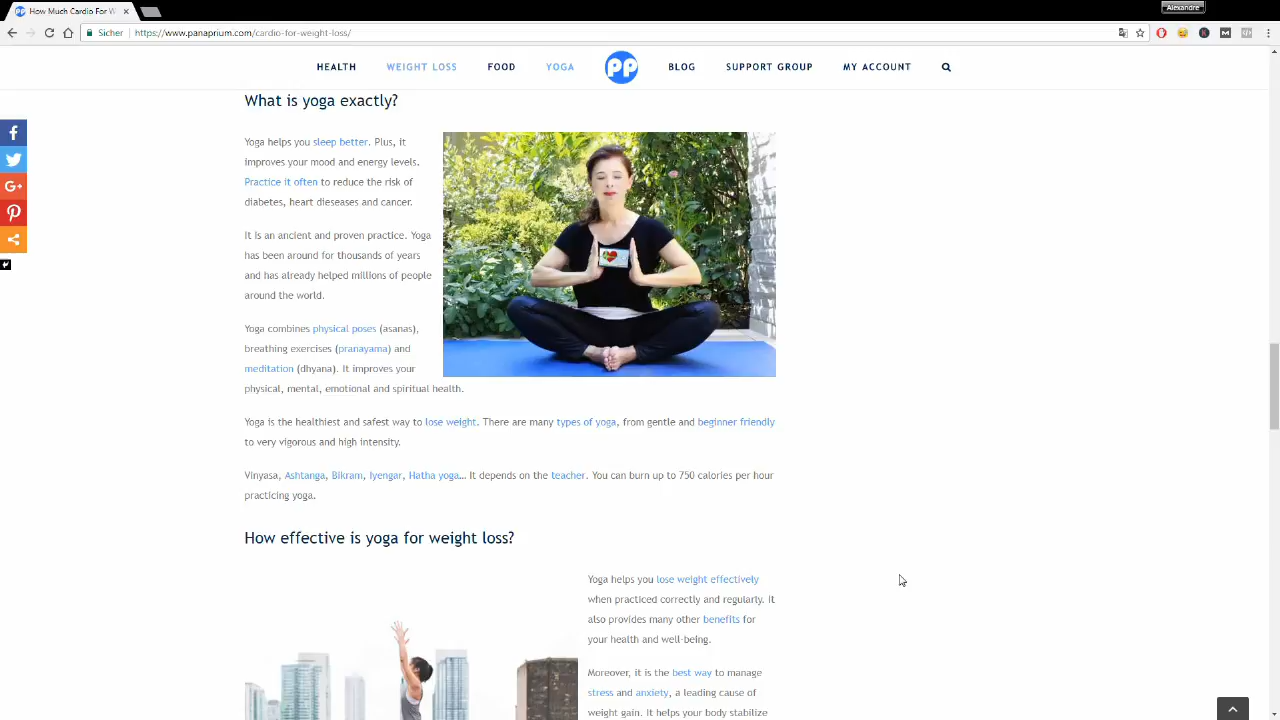 How Much Cardio For W
Alexandre
Sicher
https://www.panaprium.com/cardio-for-weight-loss/
HEALTH
WEIGHT LOSS
FOOD
YOGA
PP
BLOG
SUPPORT GROUP
MY ACCOUNT
What is yoga exactly?
Yoga helps you sleep better. Plus, it
improves your mood and energy levels.
Practice it often to reduce the risk of
diabetes, heart dieseases and cancer.
It is an ancient and proven practice. Yoga
has been around for thousands of years
and has already helped millions of people
around the world.
Yoga combines physical poses (asanas),
breathing exercises (pranayama) and
meditation (dhyana). It improves your
physical, mental, emotional and spiritual health.
Yoga is the healthiest and safest way to lose weight. There are many types of yoga, from gentle and beginner friendly
to very vigorous and high intensity.
Vinyasa, Ashtanga, Bikram, Iyengar, Hatha yoga… It depends on the teacher. You can burn up to 750 calories per hour
practicing yoga.
How effective is yoga for weight loss?
Yoga helps you lose weight effectively
when practiced correctly and regularly. It
also provides many other benefits for
your health and well-being.
Moreover, it is the best way to manage
stress and anxiety, a leading cause of
weight gain. It helps your body stabilize